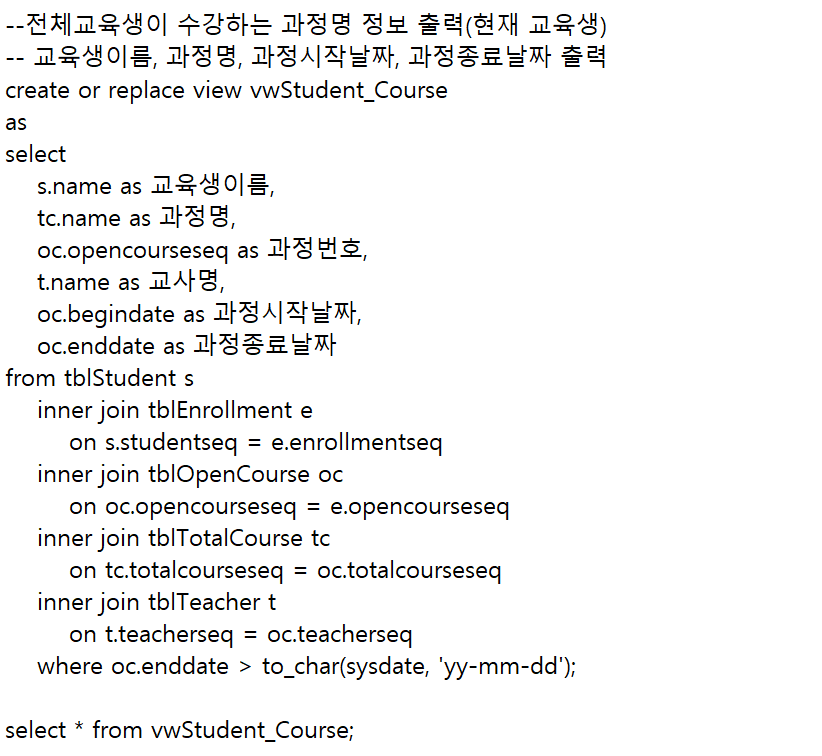 --전체교육생이 수강하는 과정명 정보 출력(현재 교육생)
-- 교육생이름, 과정명, 과정시작날짜, 과정종료날짜 출력
create or replace view vwStudent_Course
as
select
s.name as 교육생이름,
tc.name as 과정명,
oc.opencourseseq as 과정번호,
t.name as 교사명,
oc.begindate as 과정시작날짜,
oc.enddate as 과정종료날짜
from tblStudent s
inner join tblEnrollment e
on s.studentseq = e.enrollmentseq
inner join tblOpenCourse oc
on oc.opencourseseq = e.opencourseseq
inner join tblTotalCourse tc
on tc.totalcourseseq = oc.totalcourseseq
inner join tblTeacher t
on t.teacherseq = oc.teacherseq
where oc.enddate > to_char(sysdate, 'yy-mm-dd');
select * from vwStudent_Course;